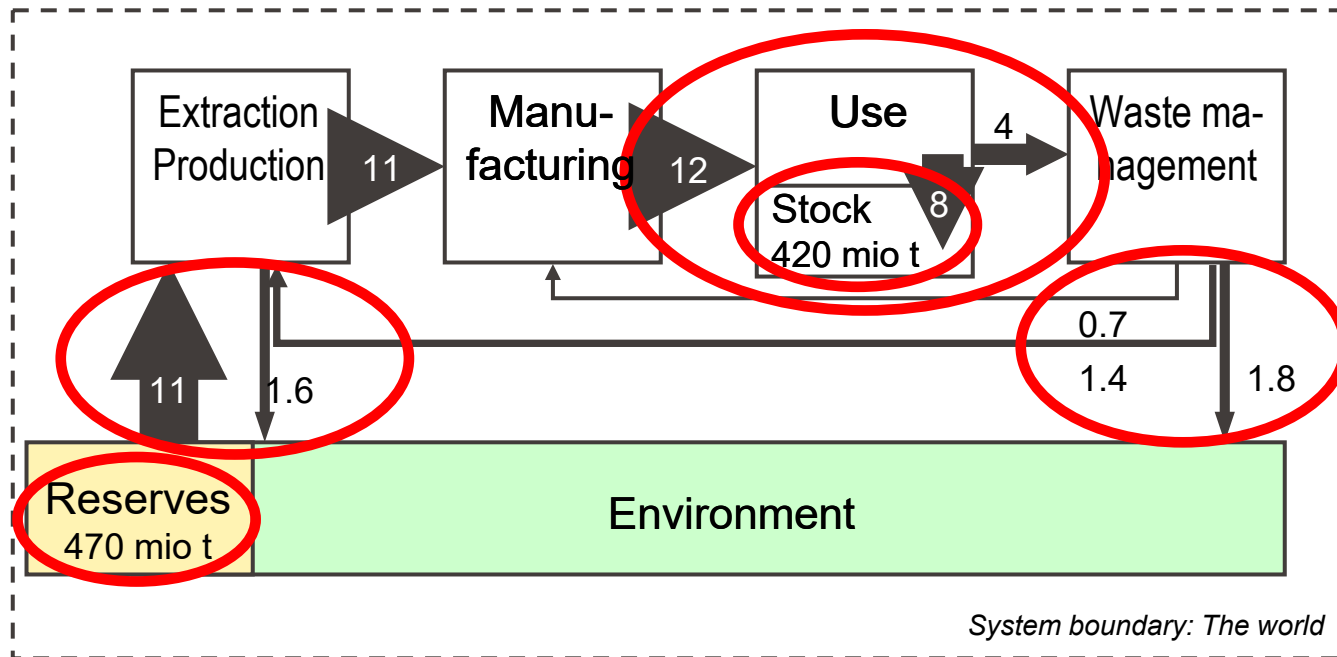 Extraction
Production
11
Manu-
facturing
12
Use
8
Stock
420 mio t
4
Waste ma-
nagement
0.7
1.4
1.8
11
1.6
Reserves
470 mio t
Environment
System boundary: The world